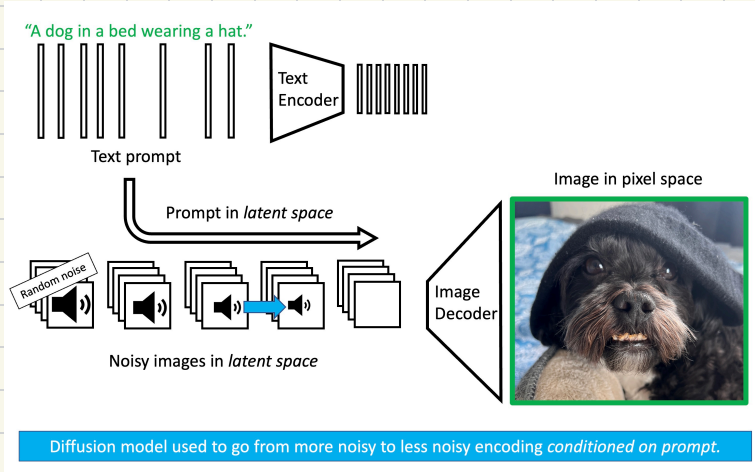 “A dog in a bed wearing a hat.”
Text
Encoder
Text prompt
Prompt in latent space
Image in pixel space
Random noise
Image
Decoder
Noisy images in latent space
Diffusion model used to go from more noisy to less noisy encoding conditioned on prompt.